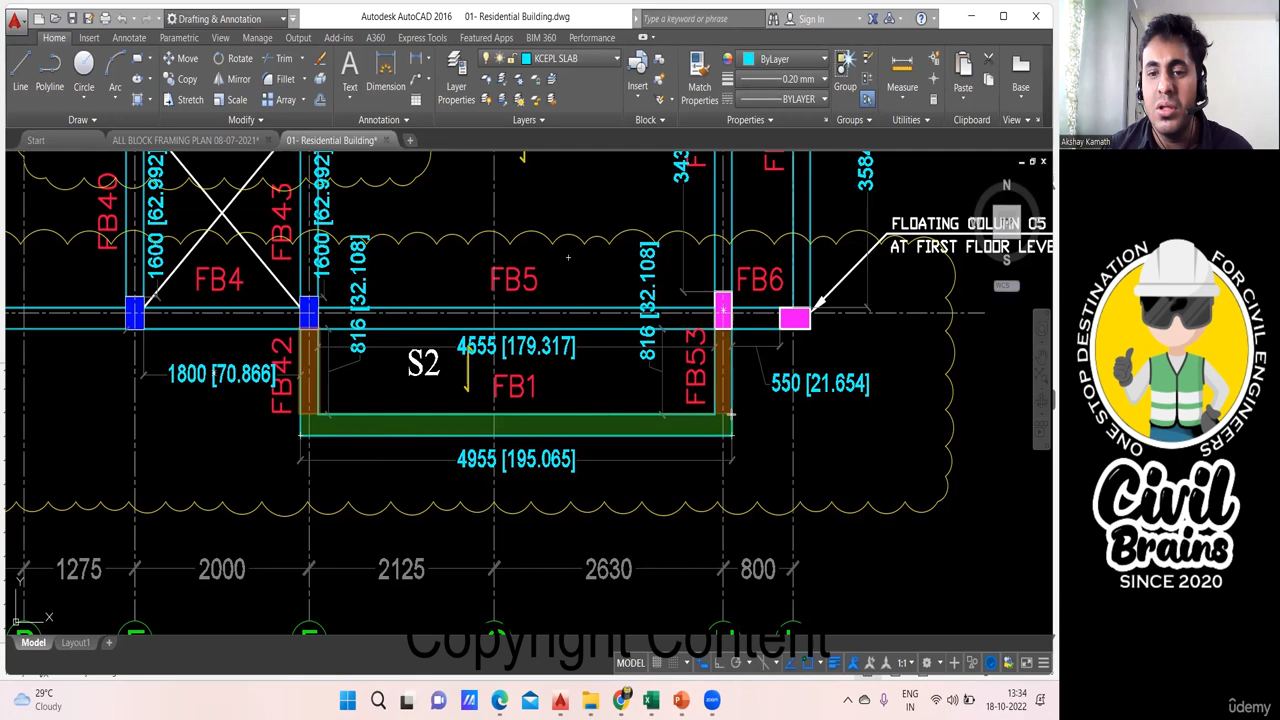 Drafting & Annotation
Autodesk AutoCAD 2016
01- Residential Building.dwg
Type a keyword or phrase
Sign In
Home
Insert
Annotate
Parametric
View
Manage
Output
Add-ins
A360
Express Tools
Featured Apps
BIM 360
Performance
Line
Polyline
Circle
Arc
Move
Rotate
Trim
Copy
Mirror
Fillet
Stretch
Scale
Array
Text
Dimension
Layer
Properties
KCEPL SLAB
Insert
Match
Properties
ByLayer
0.20 mm
BYLAYER
Group
Measure
Paste
Base
Draw
Modify
Annotation
Layers
Block
Properties
Groups
Utilities
Clipboard
View
Start
ALL BLOCK FRAMING PLAN 08-07-2021*
01- Residential Building*
Akshay Kamath
FB40
1600 [62.992]
FB43
1600 [62.992]
343
3584
N
S
WCS
FLOATING COLUMN C5
AT FIRST FLOOR LEVE
FB4
816 [32.108]
FB5
816 [32.108]
FB6
1800 [70.866]
FB42
S2
4555 [179.317]
FB1
FB53
550 [21.654]
4955 [195.065]
1275
2000
2125
2630
800
Y
X
Model
Layout1
Copyright Content
MODEL
1:1
29°C
Cloudy
ENG
IN
13:34
18-10-2022
ONE STOP DESTINATION FOR CIVIL ENGINEERS
Civil
Brains
SINCE 2020
ûdemy